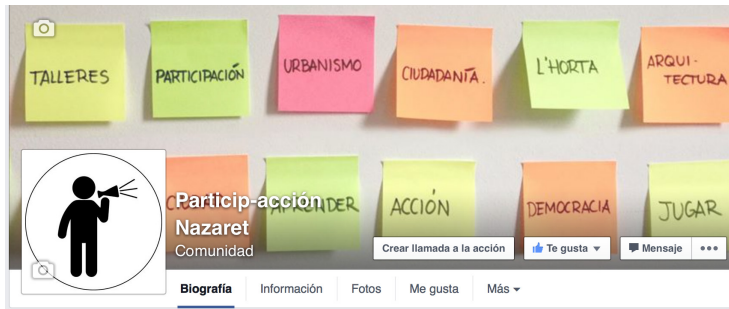 TALLERES
PARTICIPACIÓN
URBANISMO
CIUDADANÍA.
L'HORTA
ARQUI-
TECTURA
APRENDER
ACCIÓN
DEMOCRACIA
JUGAR
Particip-acción
Nazaret
Comunidad
Crear llamada a la acción
Te gusta
Mensaje
Biografía
Información
Fotos
Me gusta
Más